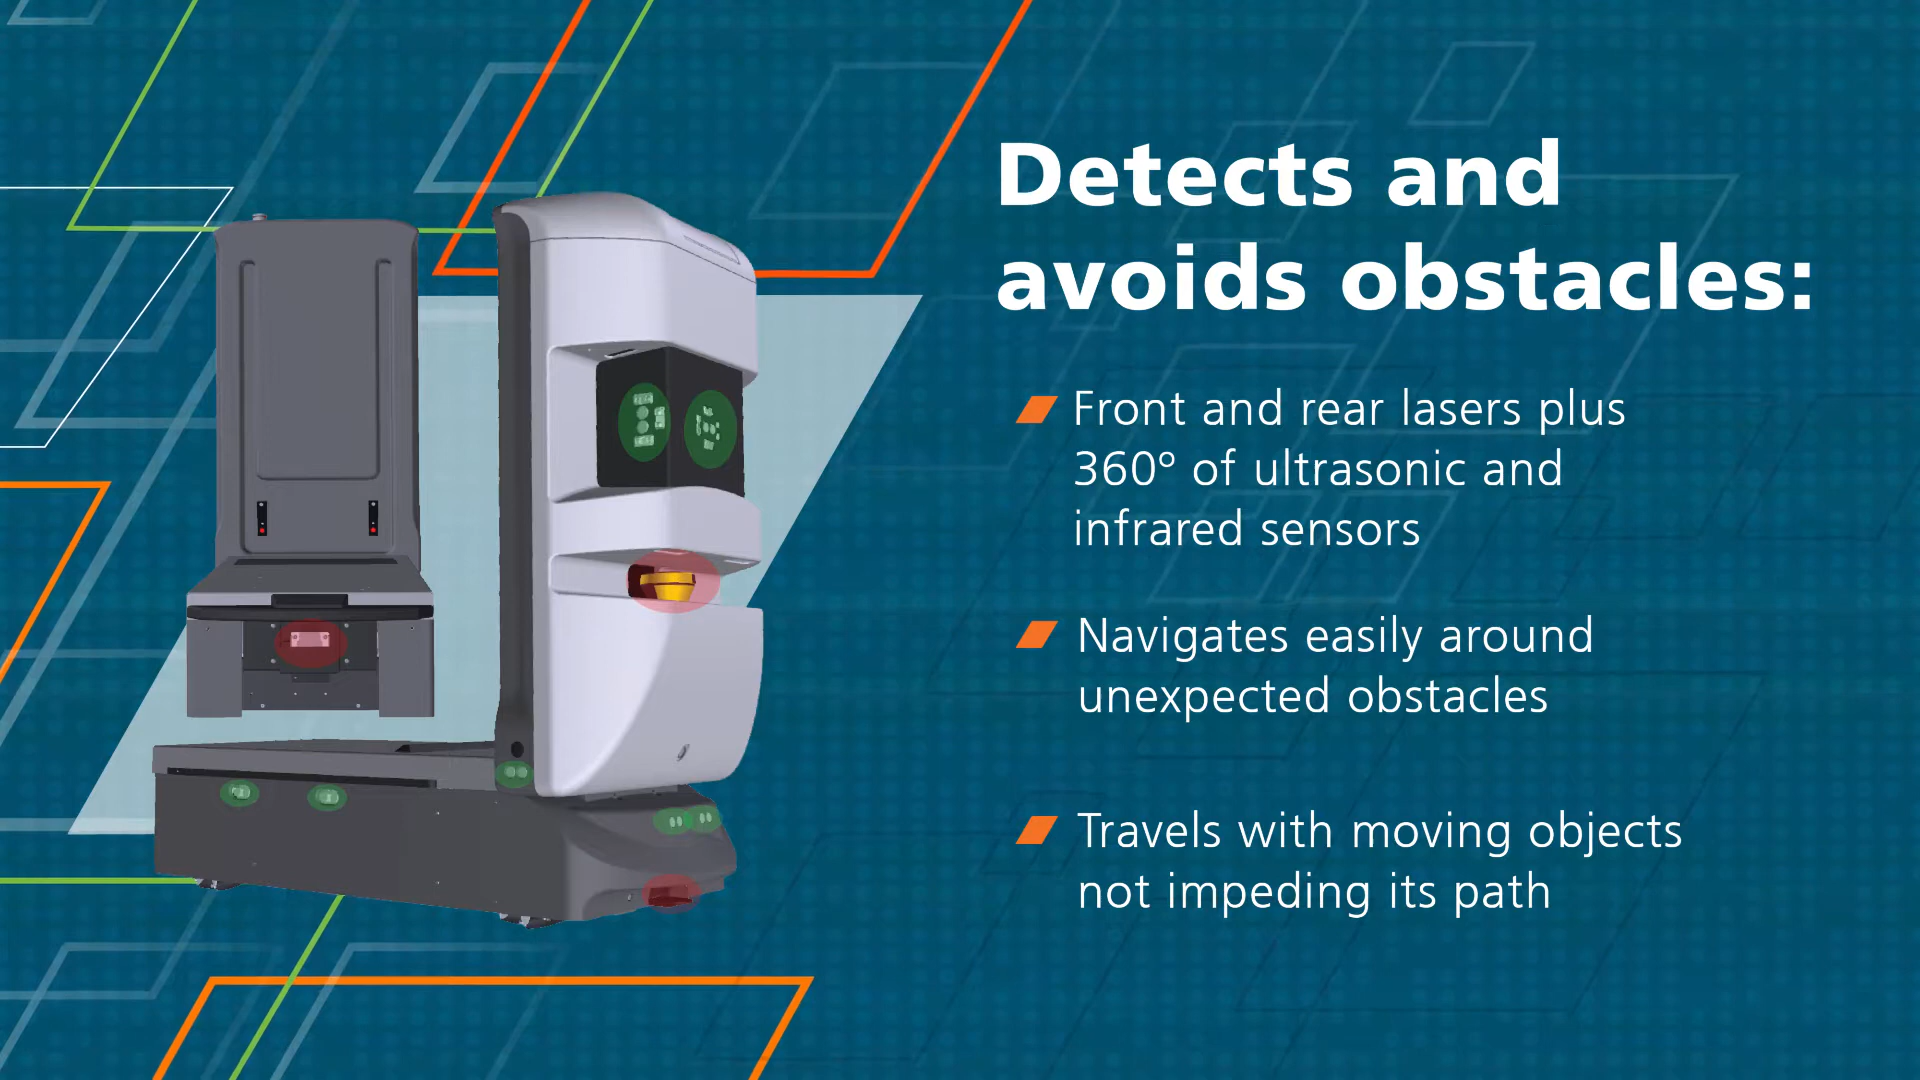 Detects and
avoids obstacles:
Front and rear lasers plus
360° of ultrasonic and
infrared sensors
Navigates easily around
unexpected obstacles
Travels with moving objects
not impeding its path